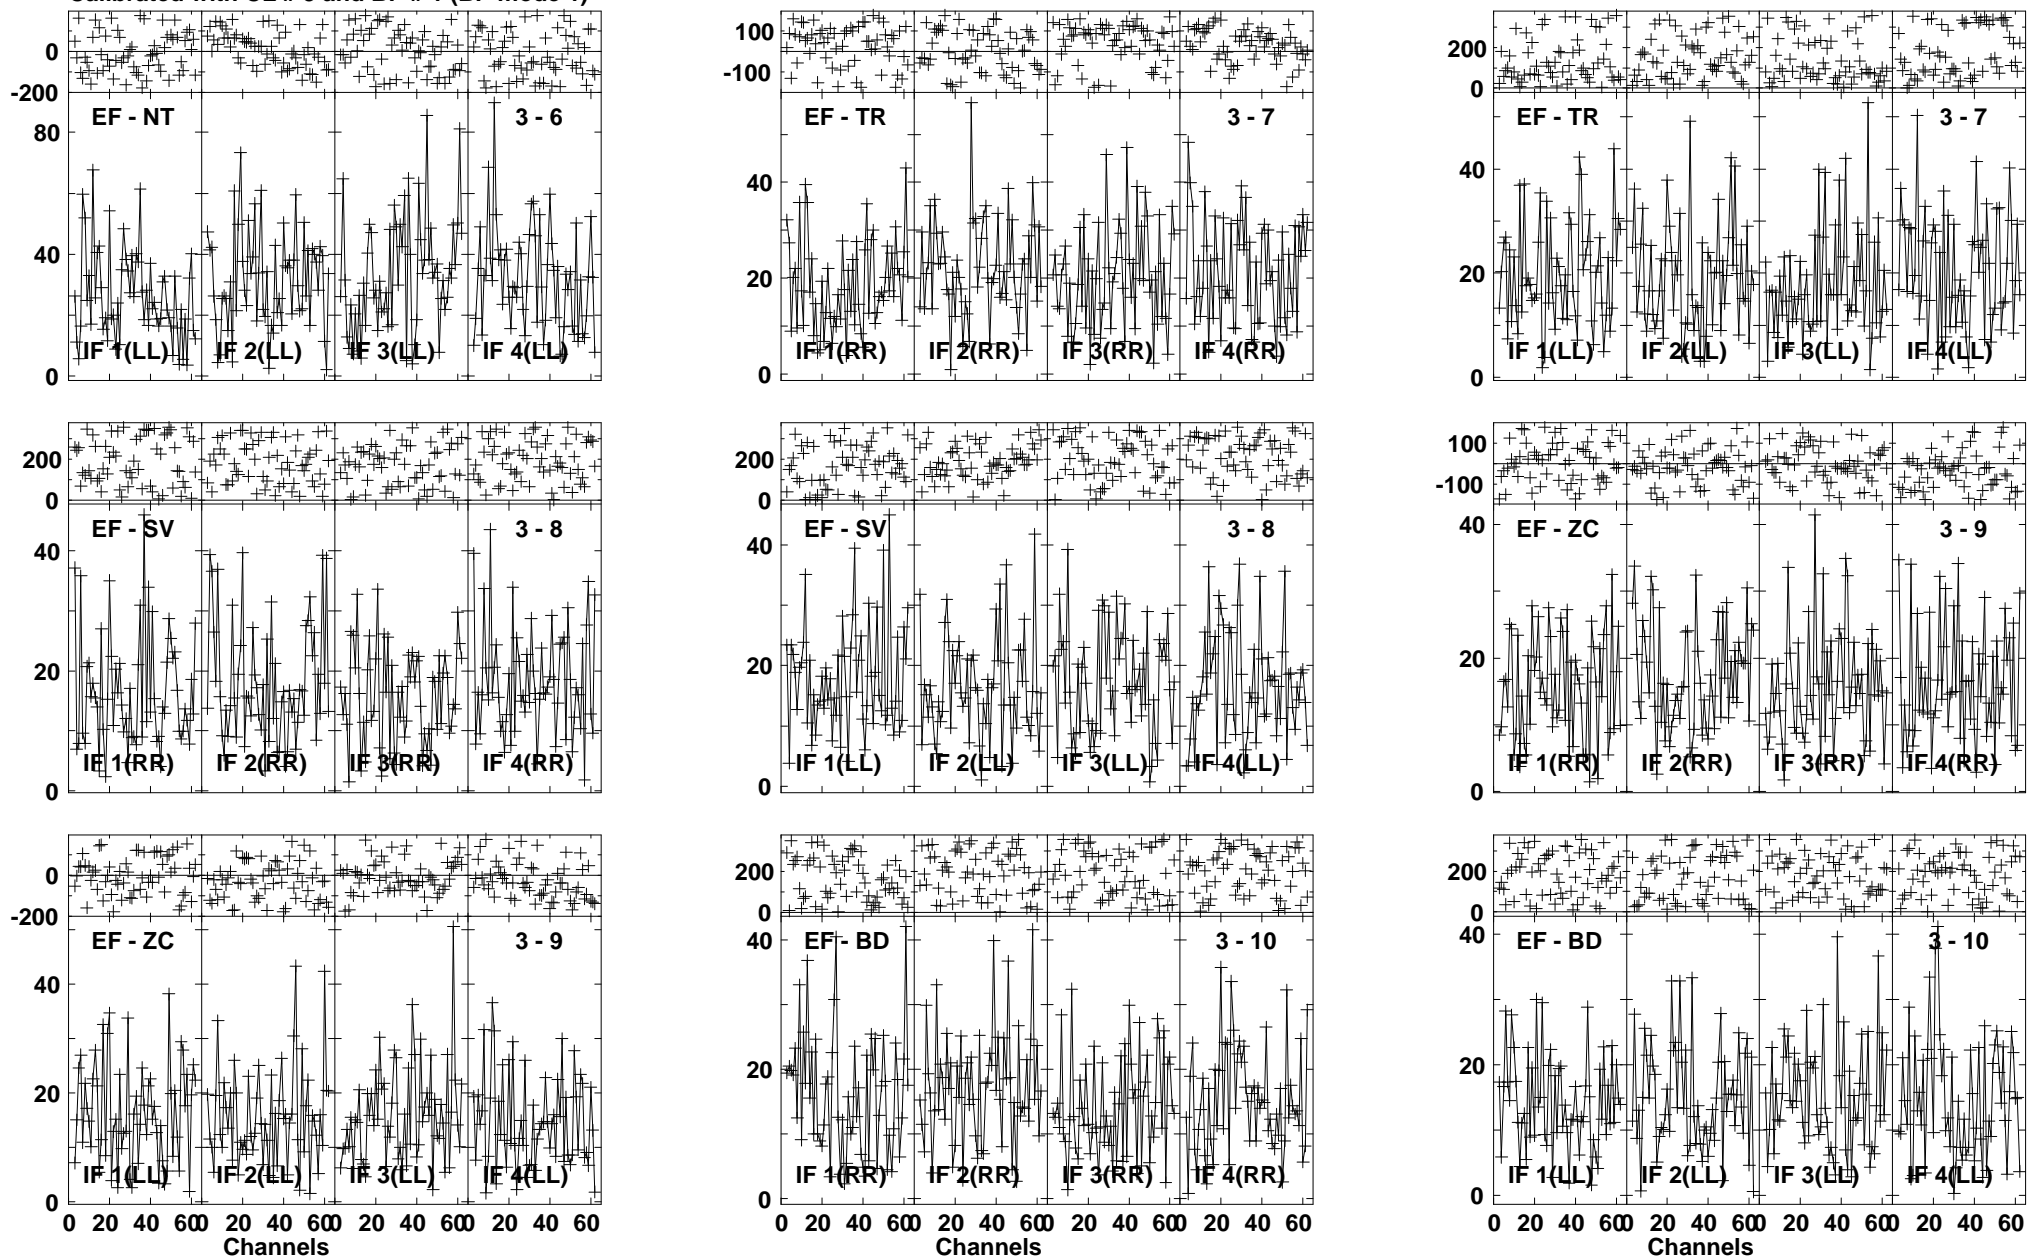 0 100 200
-200 -100 0
EF - NT 3 - 6 EF - TR 3 - 7 EF - TR 3 - 7
80
40 40 40
20 20
IF 1(LL) IF 2(LL) IF 3(LL) IF 4(LL) IF 1(RR) IF 2(RR) IF 3(RR) IF 4(RR) IF 1(LL) IF 2(LL) IF 3(LL) IF 4(LL)
0 0 0
200 200 100
0 0 -100
EF - SV 3 - 8 EF - SV 3 - 8 EF - ZC 3 - 9
40 40 40
20 20 20
IF 1(RR) IF 2(RR) IF 3(RR) IF 4(RR) IF 1(LL) IF 2(LL) IF 3(LL) IF 4(LL) IF 1(RR) IF 2(RR) IF 3(RR) IF 4(RR)
0 0 0
0 200 200
-200 0 0
EF - ZC 3 - 9 EF - BD 3 - 10 EF - BD 3 - 10
40 40 40
20 20 20
IF 1(LL) IF 2(LL) IF 3(LL) IF 4(LL) IF 1(RR) IF 2(RR) IF 3(RR) IF 4(RR) IF 1(LL) IF 2(LL) IF 3(LL) IF 4(LL)
0 0 0
0 20 40 60 0 20 40 60 0 20 40 60 0 20 40 60 0 20 40 60 0 20 40 60 0 20 40 60 0 20 40 60 0 20 40 60 0 20 40 60 0 20 40 60 0 20 40 60
Channels Channels Channels